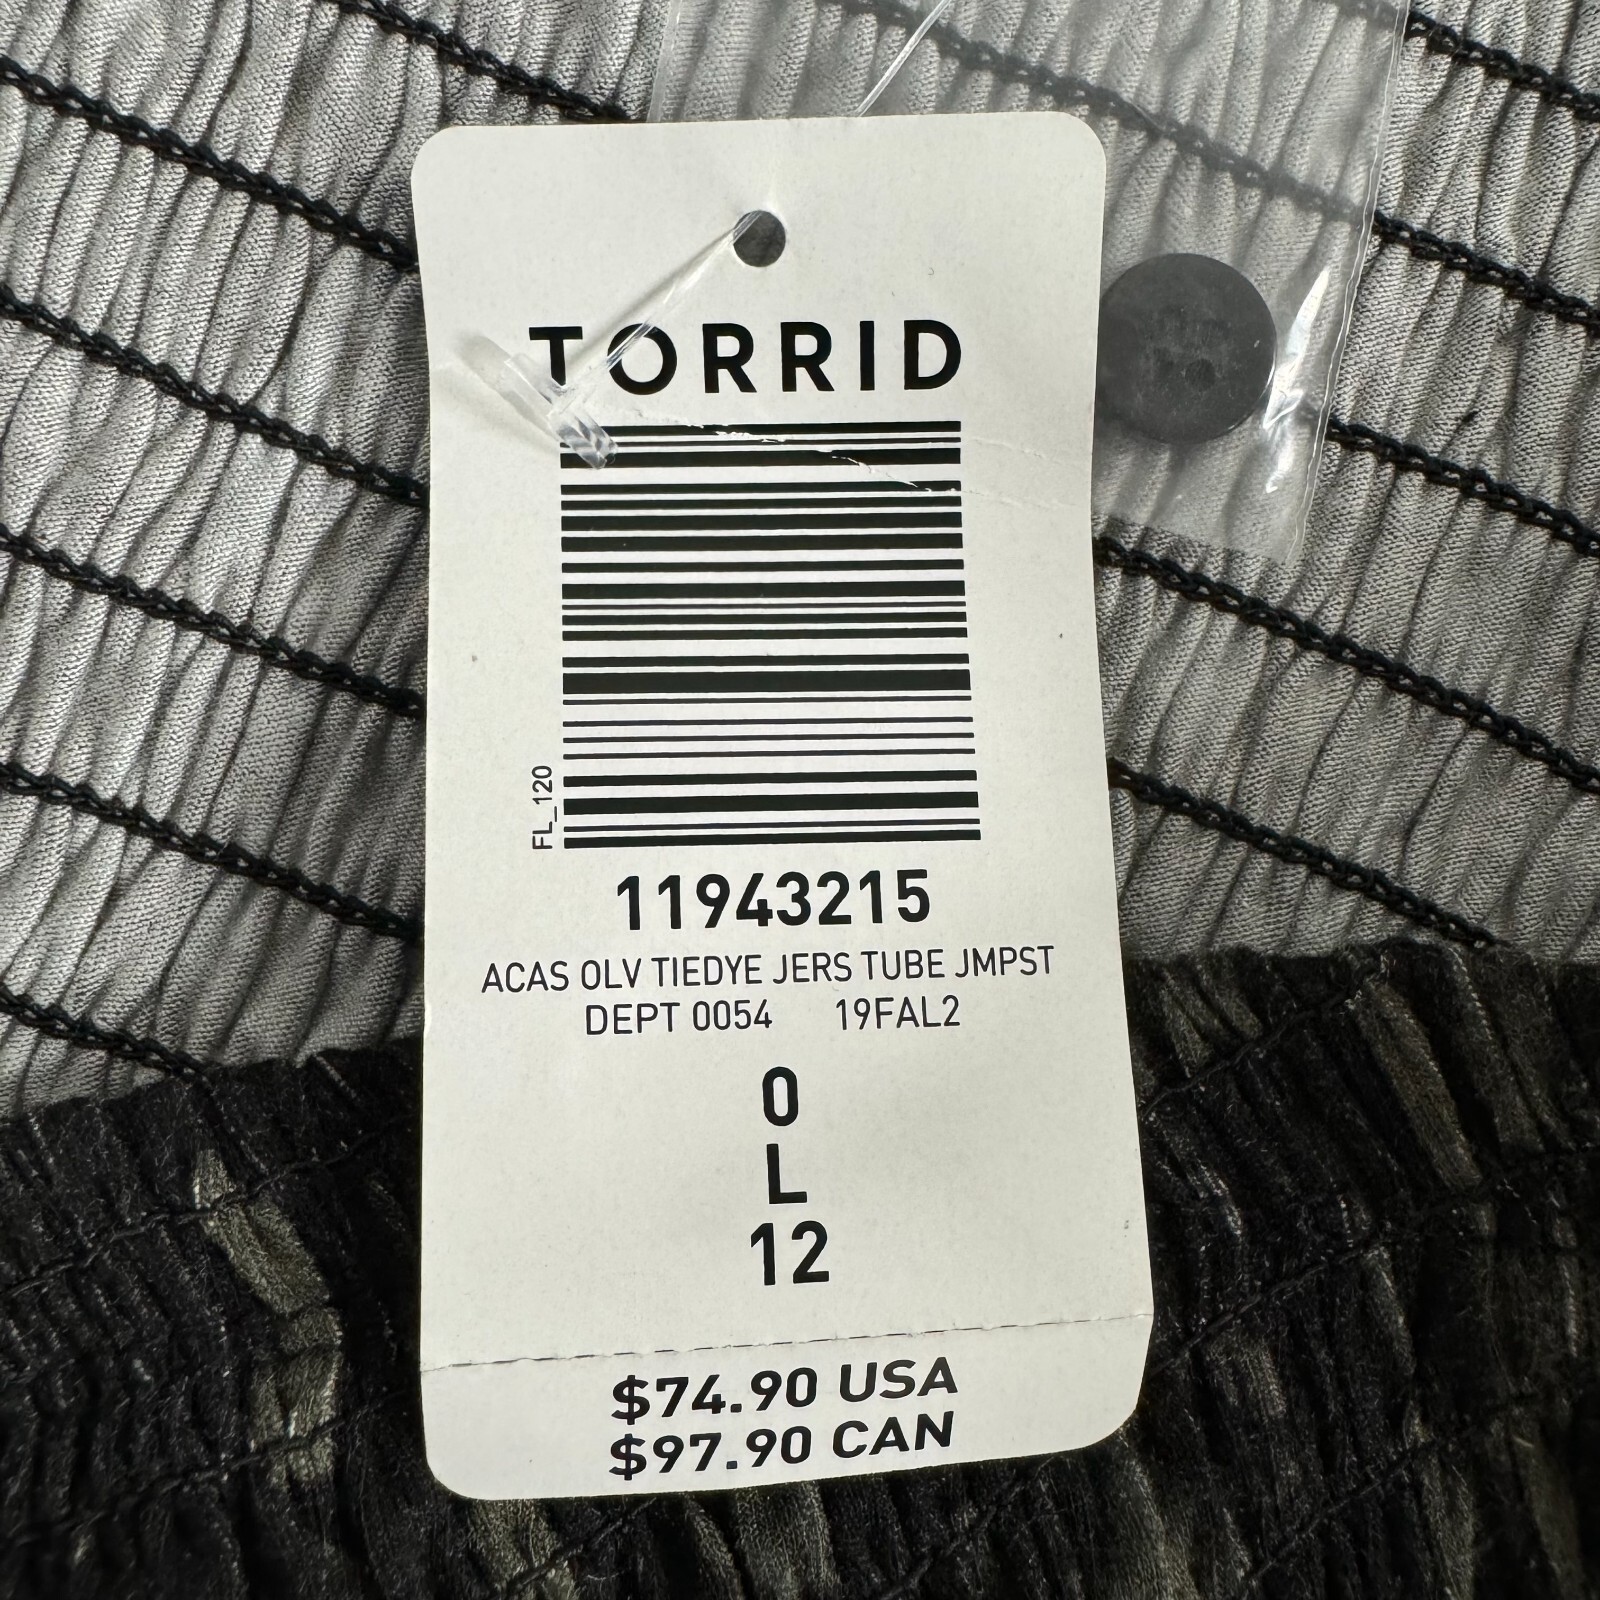 TORRID
FL_120
11943215
ACAS OLV TIEDYE JERS TUBE JMPST
DEPT 0054 19FAL2
0
L
12
$74.90 USA
$97.90 CAN